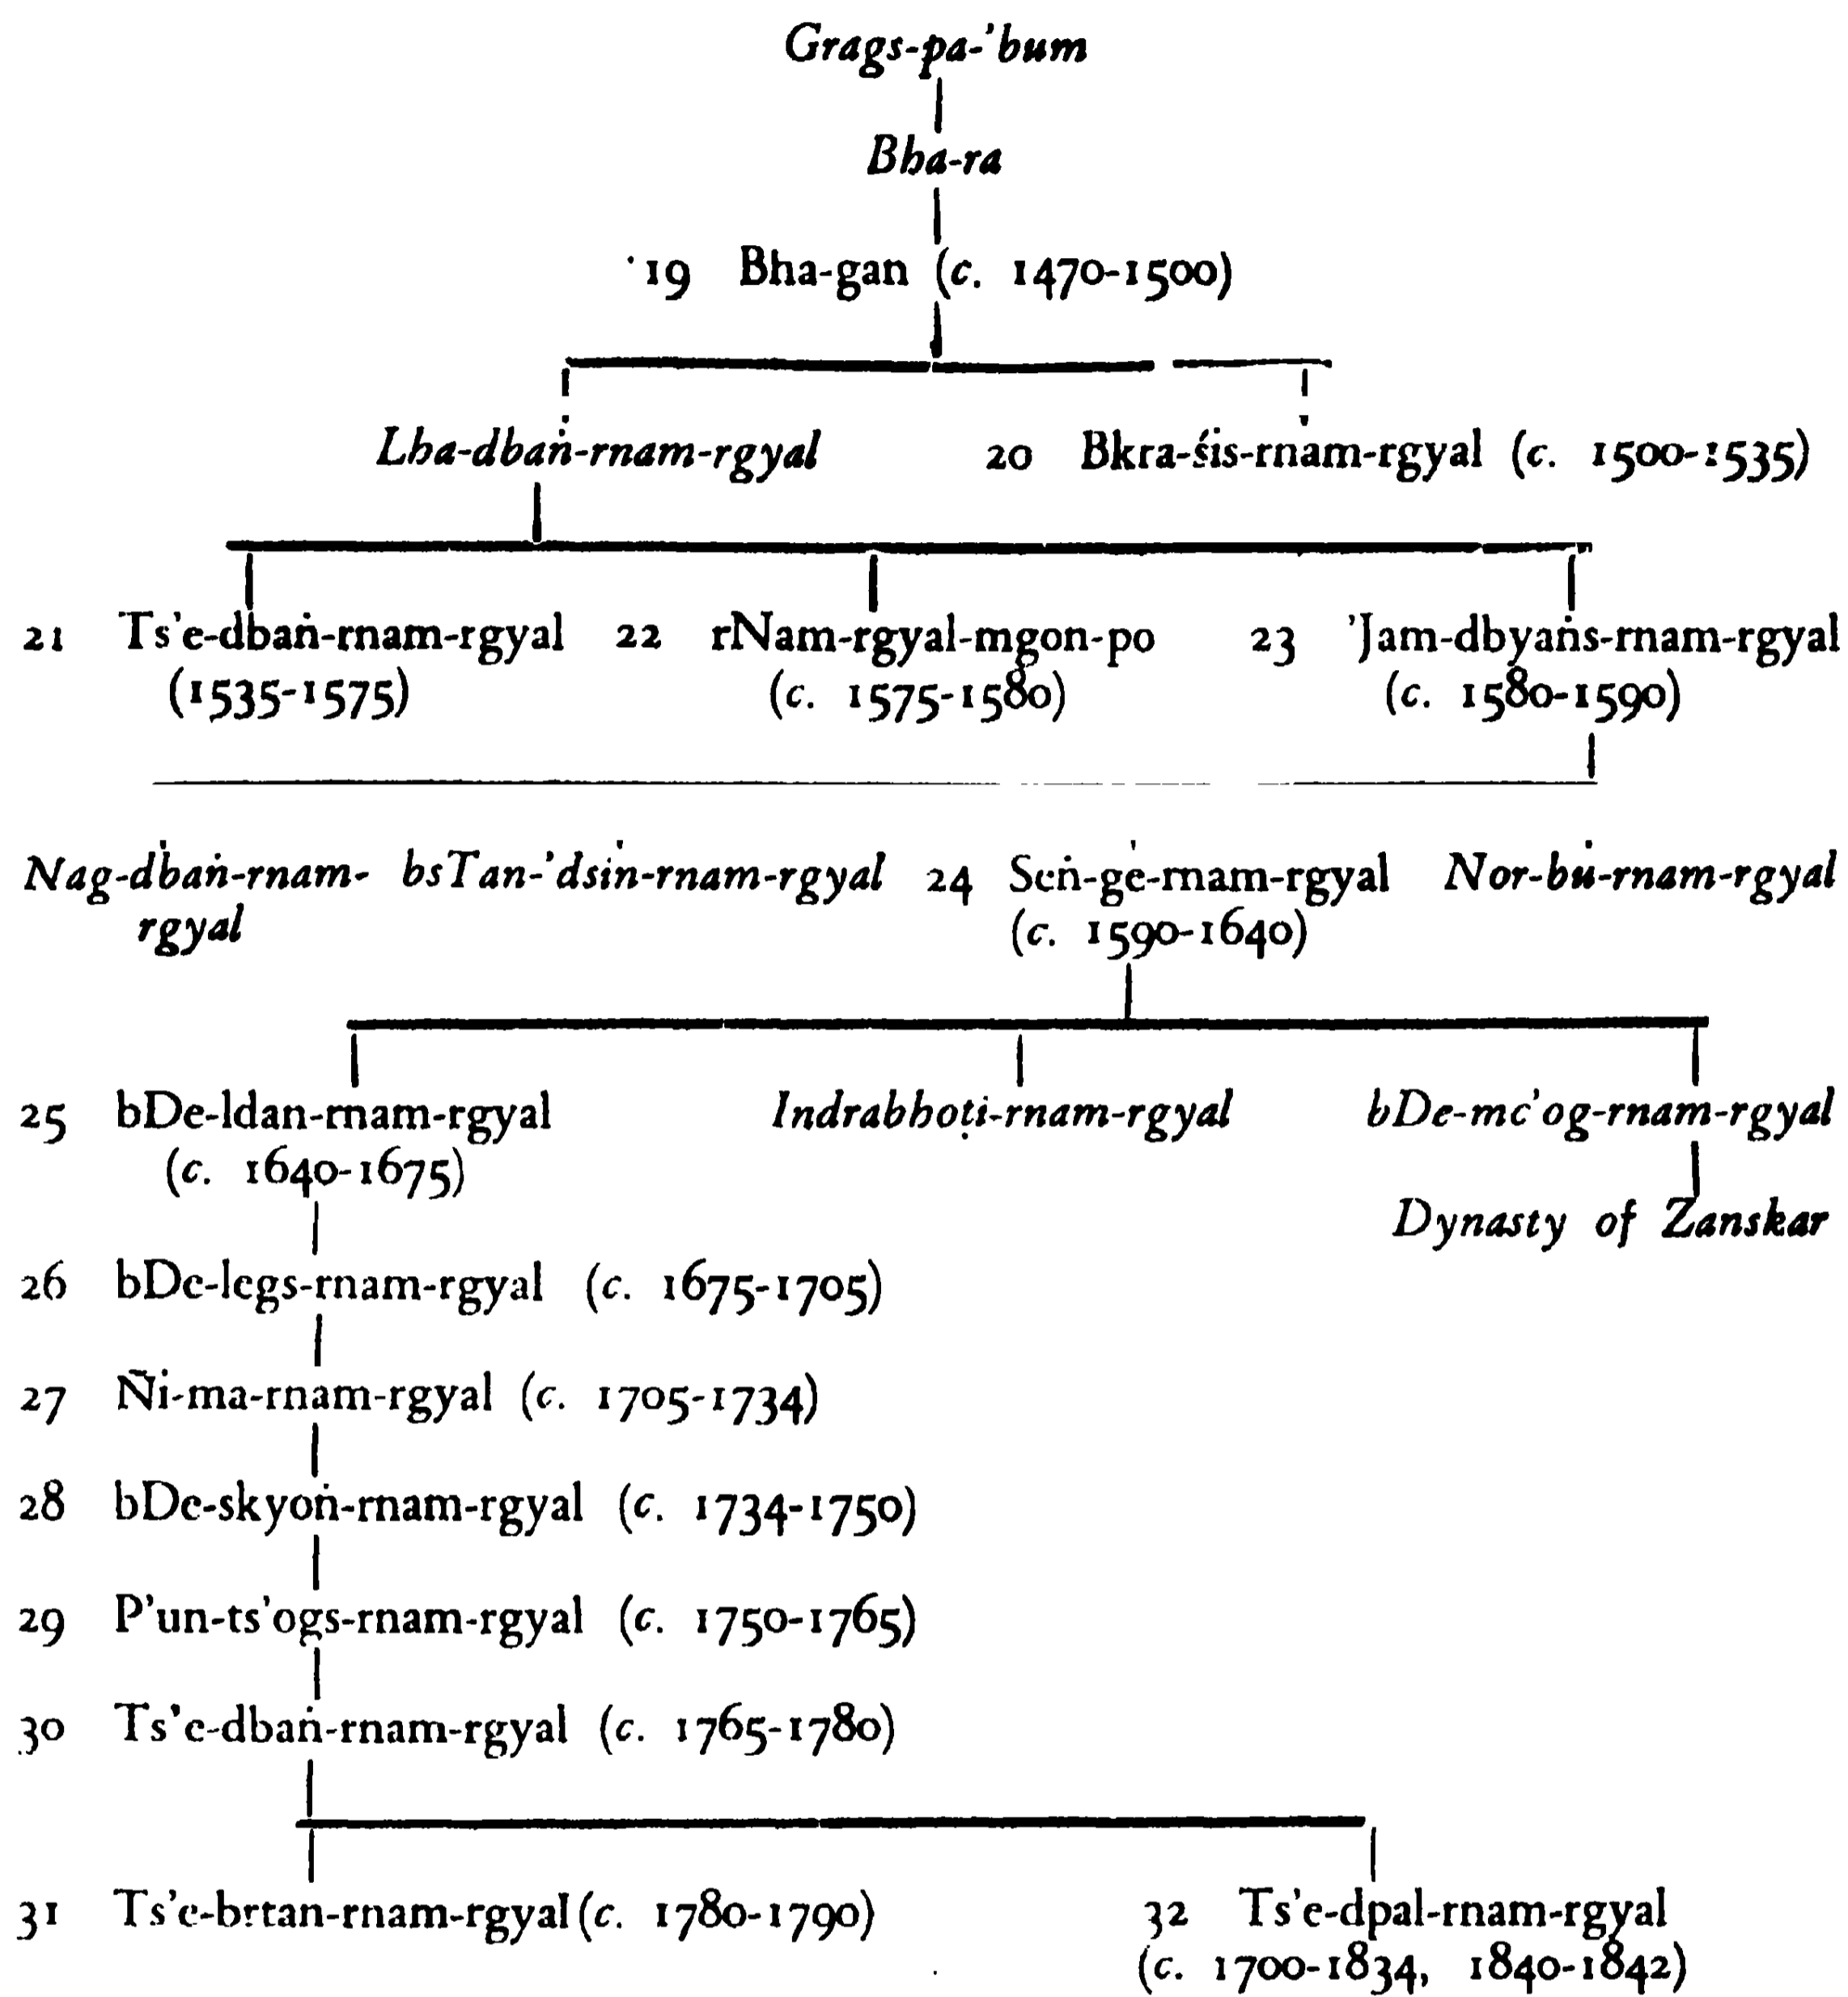 Grags-pa-'bum
Bha-ra
19 Bha-gan (c. 1470-1500)
Lha-dbaṅ-rnam-rgyal 20 Bkra-śis-rnam-rgyal (c. 1500-1535)
21 Ts'e-dbaṅ-rnam-rgyal 22 rNam-rgyal-mgon-po 23 'Jam-dbyaṅs-rnam-rgyal
(1535-1575) (c. 1575-1580) (c. 1580-1590)
Nag-dbaṅ-rnam- bsTan-'dsin-rnam-rgyal 24 Seṅ-ge-rnam-rgyal Nor-bu-rnam-rgyal
rgyal (c. 1590-1640)
25 bDe-ldan-rnam-rgyal Indrabhoṭi-rnam-rgyal bDe-mc'og-rnam-rgyal
(c. 1640-1675)
Dynasty of Zanskar
26 bDe-legs-rnam-rgyal (c. 1675-1705)
27 Ñi-ma-rnam-rgyal (c. 1705-1734)
28 bDe-skyoṅ-rnam-rgyal (c. 1734-1750)
29 P'un-ts'ogs-rnam-rgyal (c. 1750-1765)
30 Ts'e-dbaṅ-rnam-rgyal (c. 1765-1780)
31 Ts'e-brtan-rnam-rgyal (c. 1780-1790) 32 Ts'e-dpal-rnam-rgyal
(c. 1700-1834, 1840-1842)